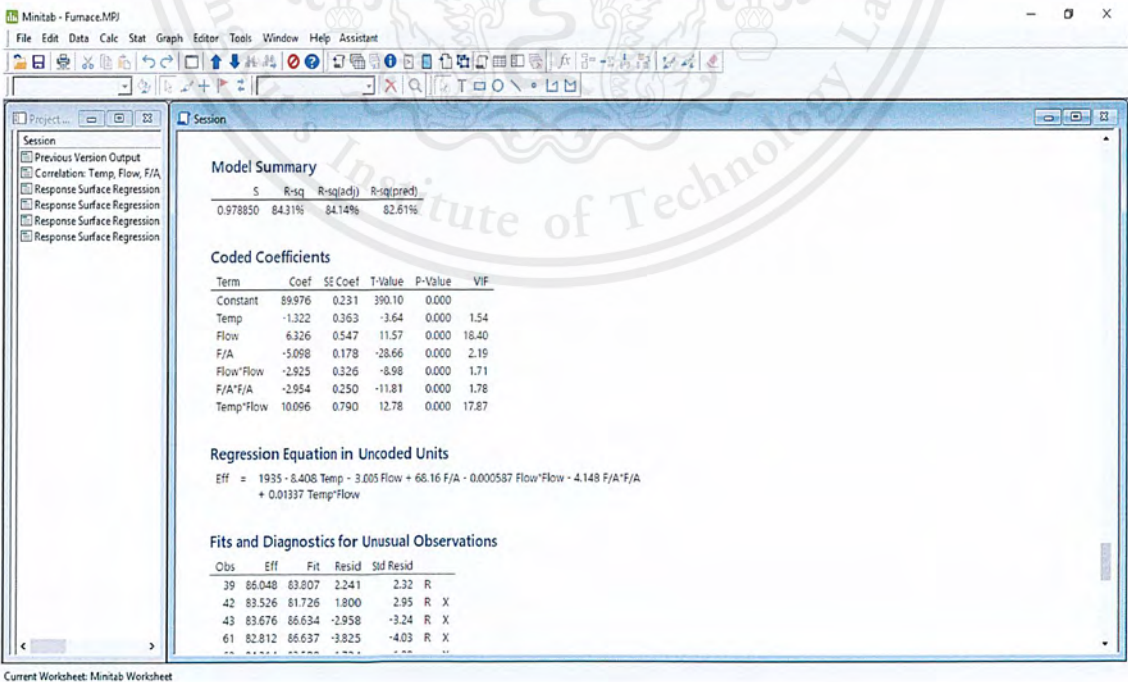 Minitab - Furnace.MPJ
File Edit Data Calc Stat Graph Editor Tools Window Help Assistant
Project...
Session
Session
Previous Version Output
Correlation: Temp, Flow, F/A,
Response Surface Regression
Response Surface Regression
Response Surface Regression
Response Surface Regression
Model Summary
S R-sq R-sq(adj) R-sq(pred)
0.978850 84.31% 84.14% 82.61%
Coded Coefficients
Term Coef SE Coef T-Value P-Value VIF
Constant 89.976 0.231 390.10 0.000
Temp -1.322 0.363 -3.64 0.000 1.54
Flow 6.326 0.547 11.57 0.000 18.40
F/A -5.098 0.178 -28.66 0.000 2.19
Flow*Flow -2.925 0.326 -8.98 0.000 1.71
F/A*F/A -2.954 0.250 -11.81 0.000 1.78
Temp*Flow 10.096 0.790 12.78 0.000 17.87
Regression Equation in Uncoded Units
Eff = 1935 - 8.408 Temp - 3.005 Flow + 68.16 F/A - 0.000587 Flow*Flow - 4.148 F/A*F/A
+ 0.01337 Temp*Flow
Fits and Diagnostics for Unusual Observations
Obs Eff Fit Resid Std Resid
39 86.048 83.807 2.241 2.32 R
42 83.526 81.726 1.800 2.95 R X
43 83.676 86.634 -2.958 -3.24 R X
61 82.812 86.637 -3.825 -4.03 R X
Current Worksheet: Minitab Worksheet
Institute of Technology